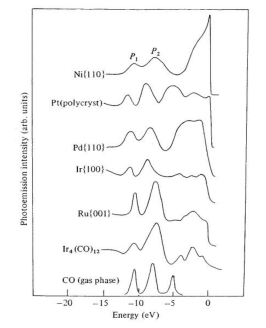 Photoemission intensity (arb. units)
P₁
P₂
Ni{110}
Pt(polycryst)
Pd{110}
Ir{100}
Ru{001}
Ir₄(CO)₁₂
CO (gas phase)
−20 −15 −10 −5 0
Energy (eV)